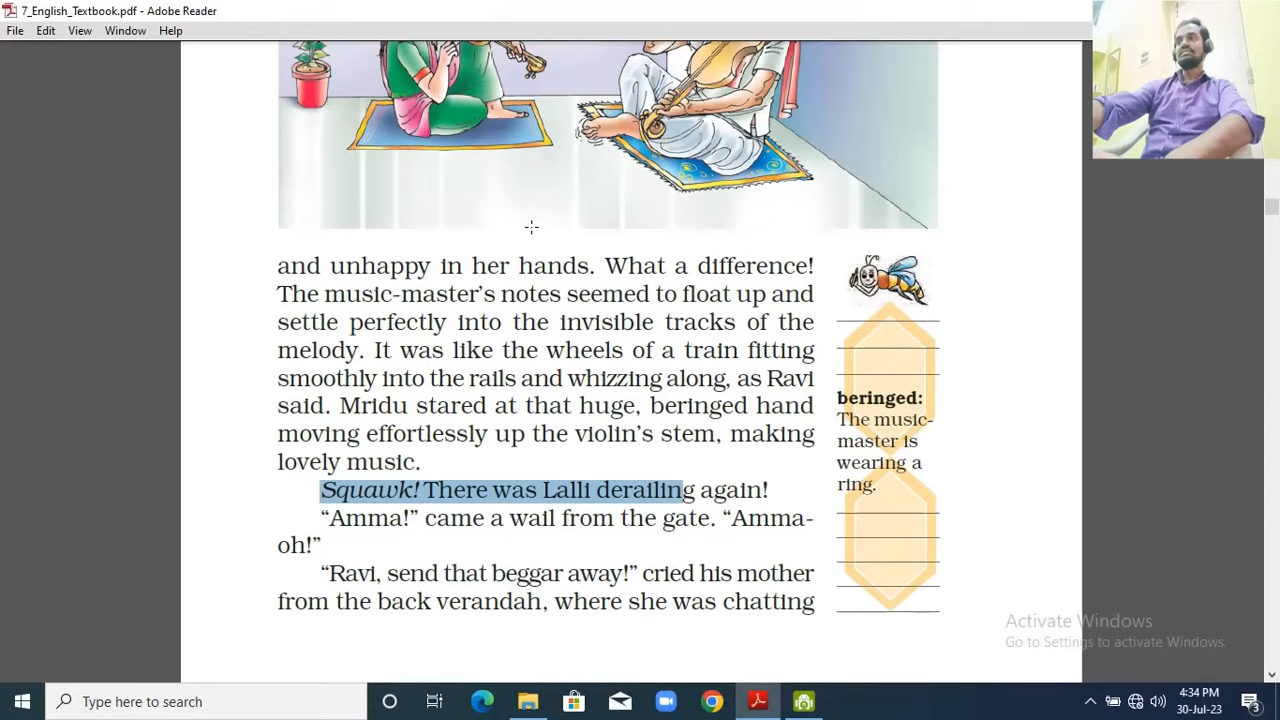 7_English_Textbook.pdf - Adobe Reader
File Edit View Window Help
and unhappy in her hands. What a difference!
The music-master's notes seemed to float up and
settle perfectly into the invisible tracks of the
melody. It was like the wheels of a train fitting
smoothly into the rails and whizzing along, as Ravi
said. Mridu stared at that huge, beringed hand
moving effortlessly up the violin's stem, making
lovely music.
Squawk! There was Lalli derailing again!
“Amma!” came a wail from the gate. “Amma-
oh!”
“Ravi, send that beggar away!” cried his mother
from the back verandah, where she was chatting
beringed:
The music-
master is
wearing a
ring.
Activate Windows
Go to Settings to activate Windows.
Type here to search
4:34 PM
30-Jul-23
3